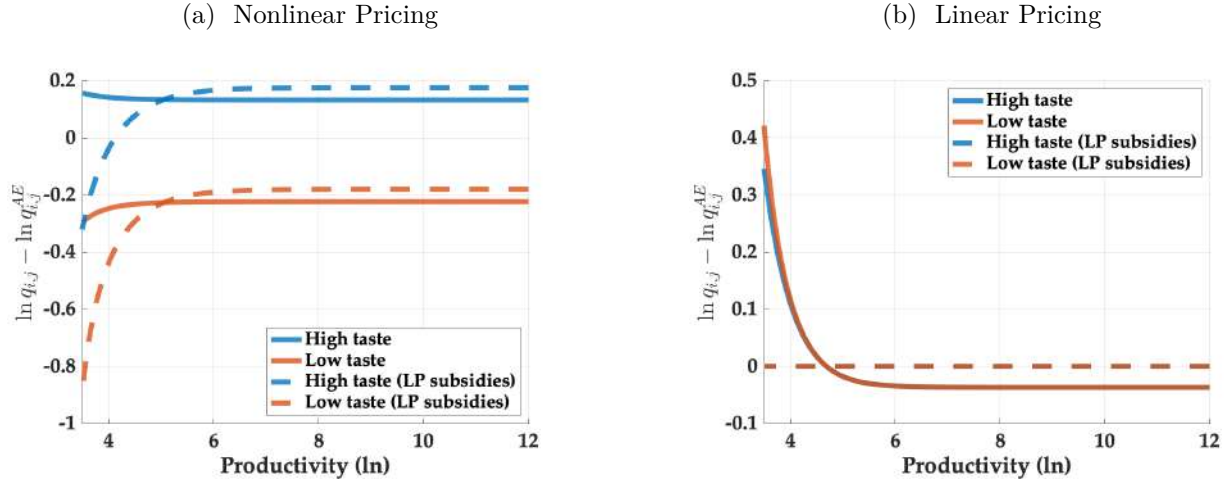 (a) Nonlinear Pricing
0.2
0
-0.2
-0.4
-0.6
-0.8
-1
ln q_{i,j} − ln q_{i,j}^{AE}
High taste
Low taste
High taste (LP subsidies)
Low taste (LP subsidies)
4 6 8 10 12
Productivity (ln)
(b) Linear Pricing
0.5
0.4
0.3
0.2
0.1
0
-0.1
ln q_{i,j} − ln q_{i,j}^{AE}
High taste
Low taste
High taste (LP subsidies)
Low taste (LP subsidies)
4 6 8 10 12
Productivity (ln)